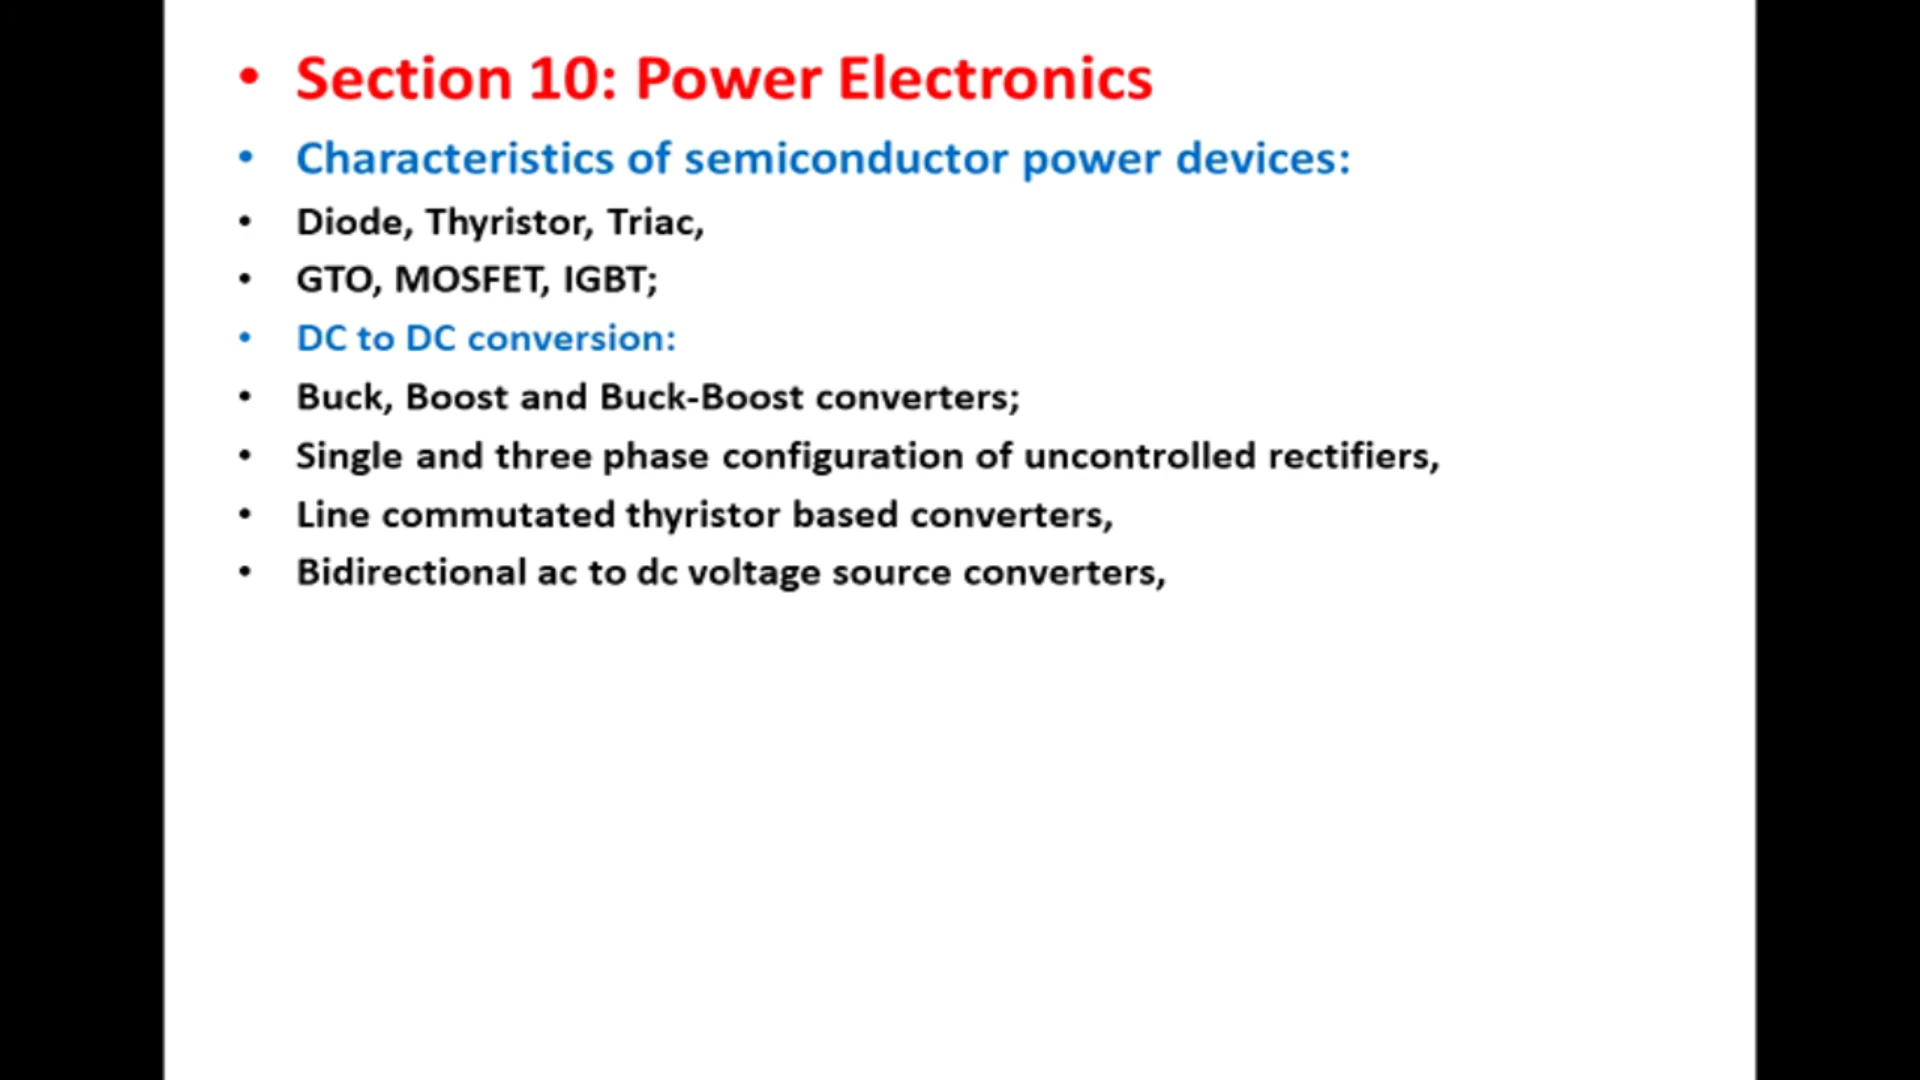 • Section 10: Power Electronics
• Characteristics of semiconductor power devices:
• Diode, Thyristor, Triac,
• GTO, MOSFET, IGBT;
• DC to DC conversion:
• Buck, Boost and Buck-Boost converters;
• Single and three phase configuration of uncontrolled rectifiers,
• Line commutated thyristor based converters,
• Bidirectional ac to dc voltage source converters,